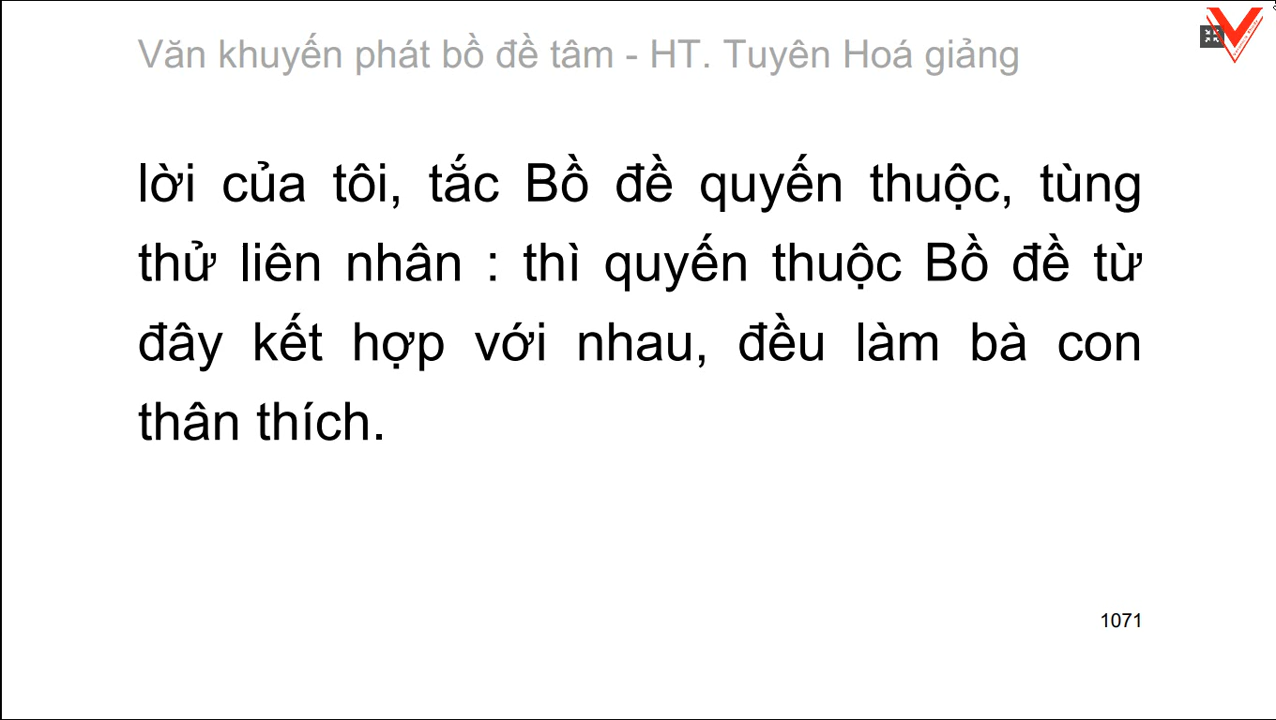 Văn khuyến phát bồ đề tâm - HT. Tuyên Hoá giảng
lời của tôi, tắc Bồ đề quyến thuộc, tùng
thử liên nhân : thì quyến thuộc Bồ đề từ
đây kết hợp với nhau, đều làm bà con
thân thích.
1071